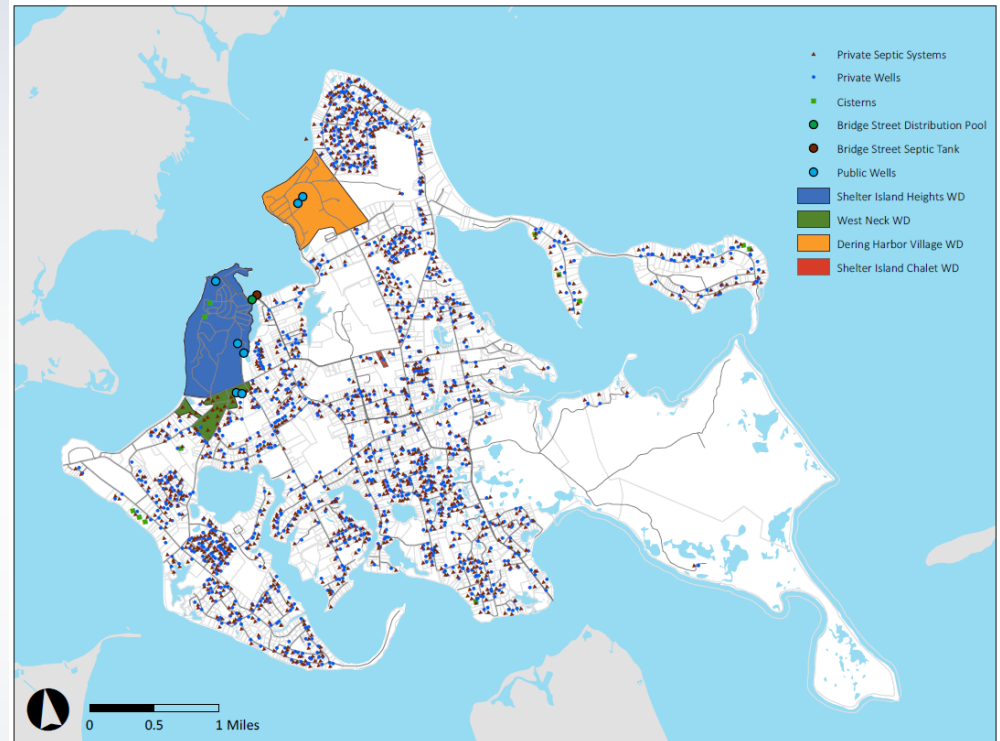 Private Septic Systems
Private Wells
Cisterns
Bridge Street Distribution Pool
Bridge Street Septic Tank
Public Wells
Shelter Island Heights WD
West Neck WD
Dering Harbor Village WD
Shelter Island Chalet WD
0 0.5 1 Miles